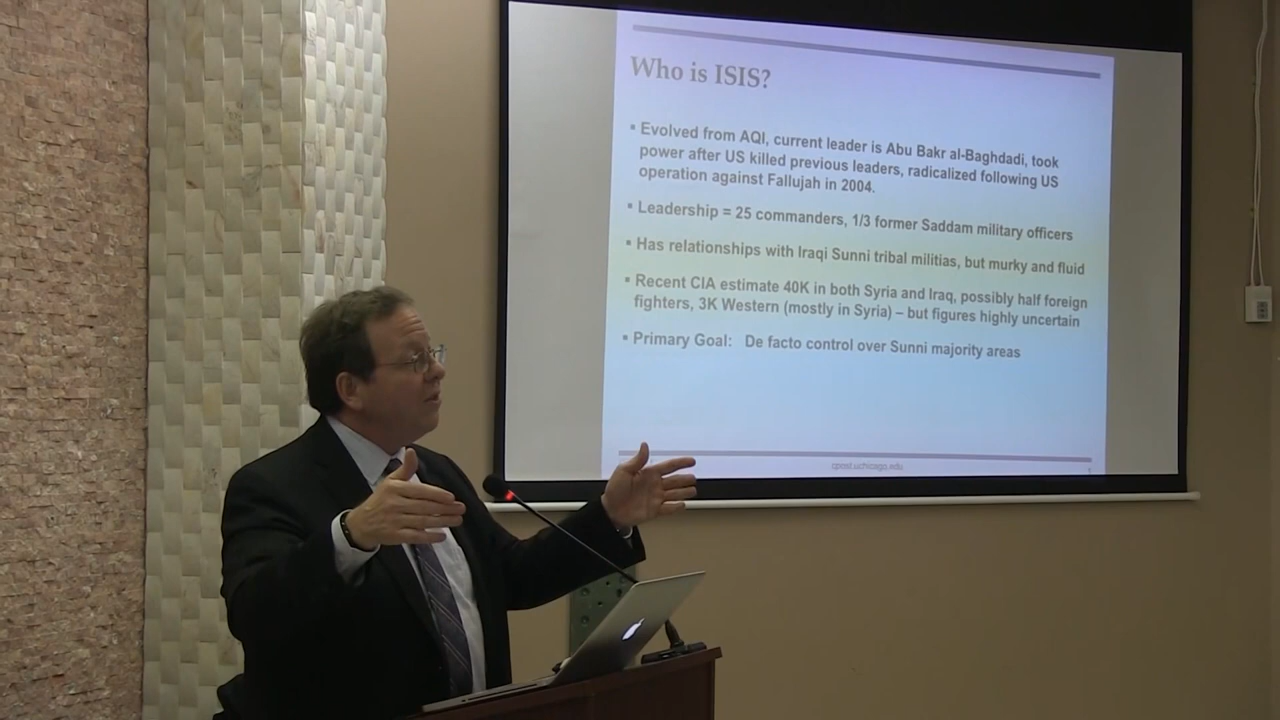 Who is ISIS?
▪ Evolved from AQI, current leader is Abu Bakr al-Baghdadi, took
power after US killed previous leaders, radicalized following US
operation against Fallujah in 2004.
▪ Leadership = 25 commanders, 1/3 former Saddam military officers
▪ Has relationships with Iraqi Sunni tribal militias, but murky and fluid
▪ Recent CIA estimate 40K in both Syria and Iraq, possibly half foreign
fighters, 3K Western (mostly in Syria) – but figures highly uncertain
▪ Primary Goal: De facto control over Sunni majority areas
cpost.uchicago.edu